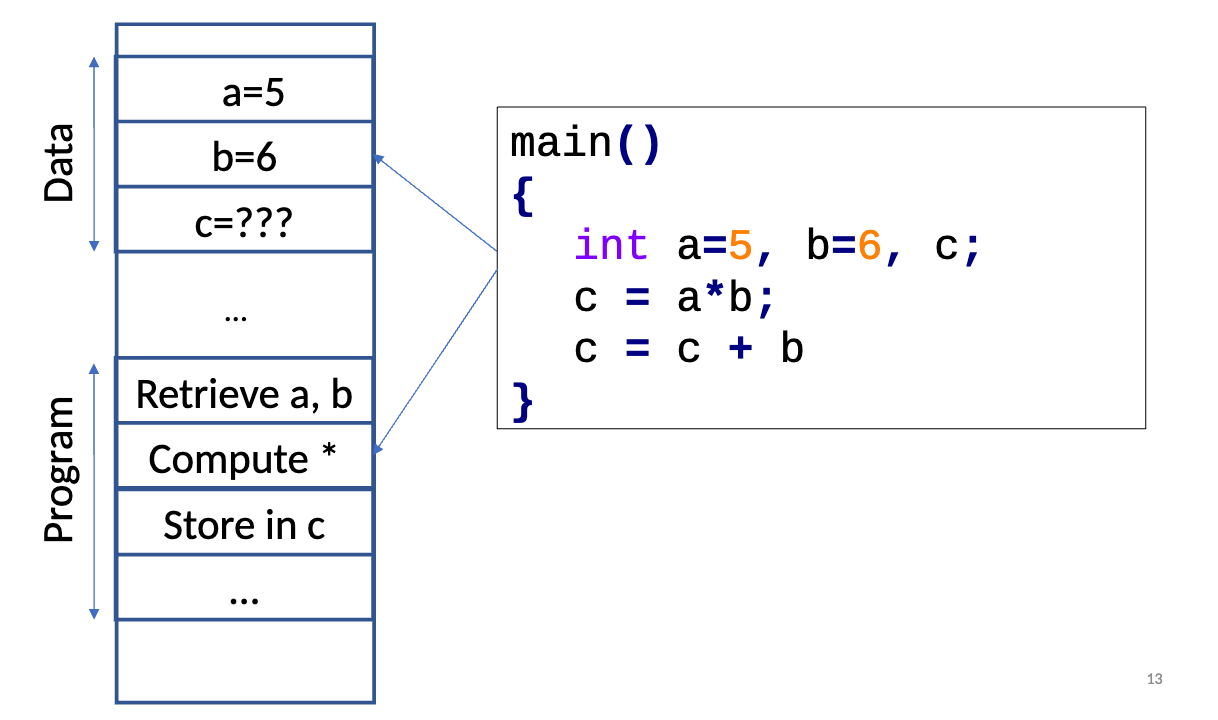 Data
a=5
b=6
c=???
...
Program
Retrieve a, b
Compute *
Store in c
...
main()
{
int a=5, b=6, c;
c = a*b;
c = c + b
}
13